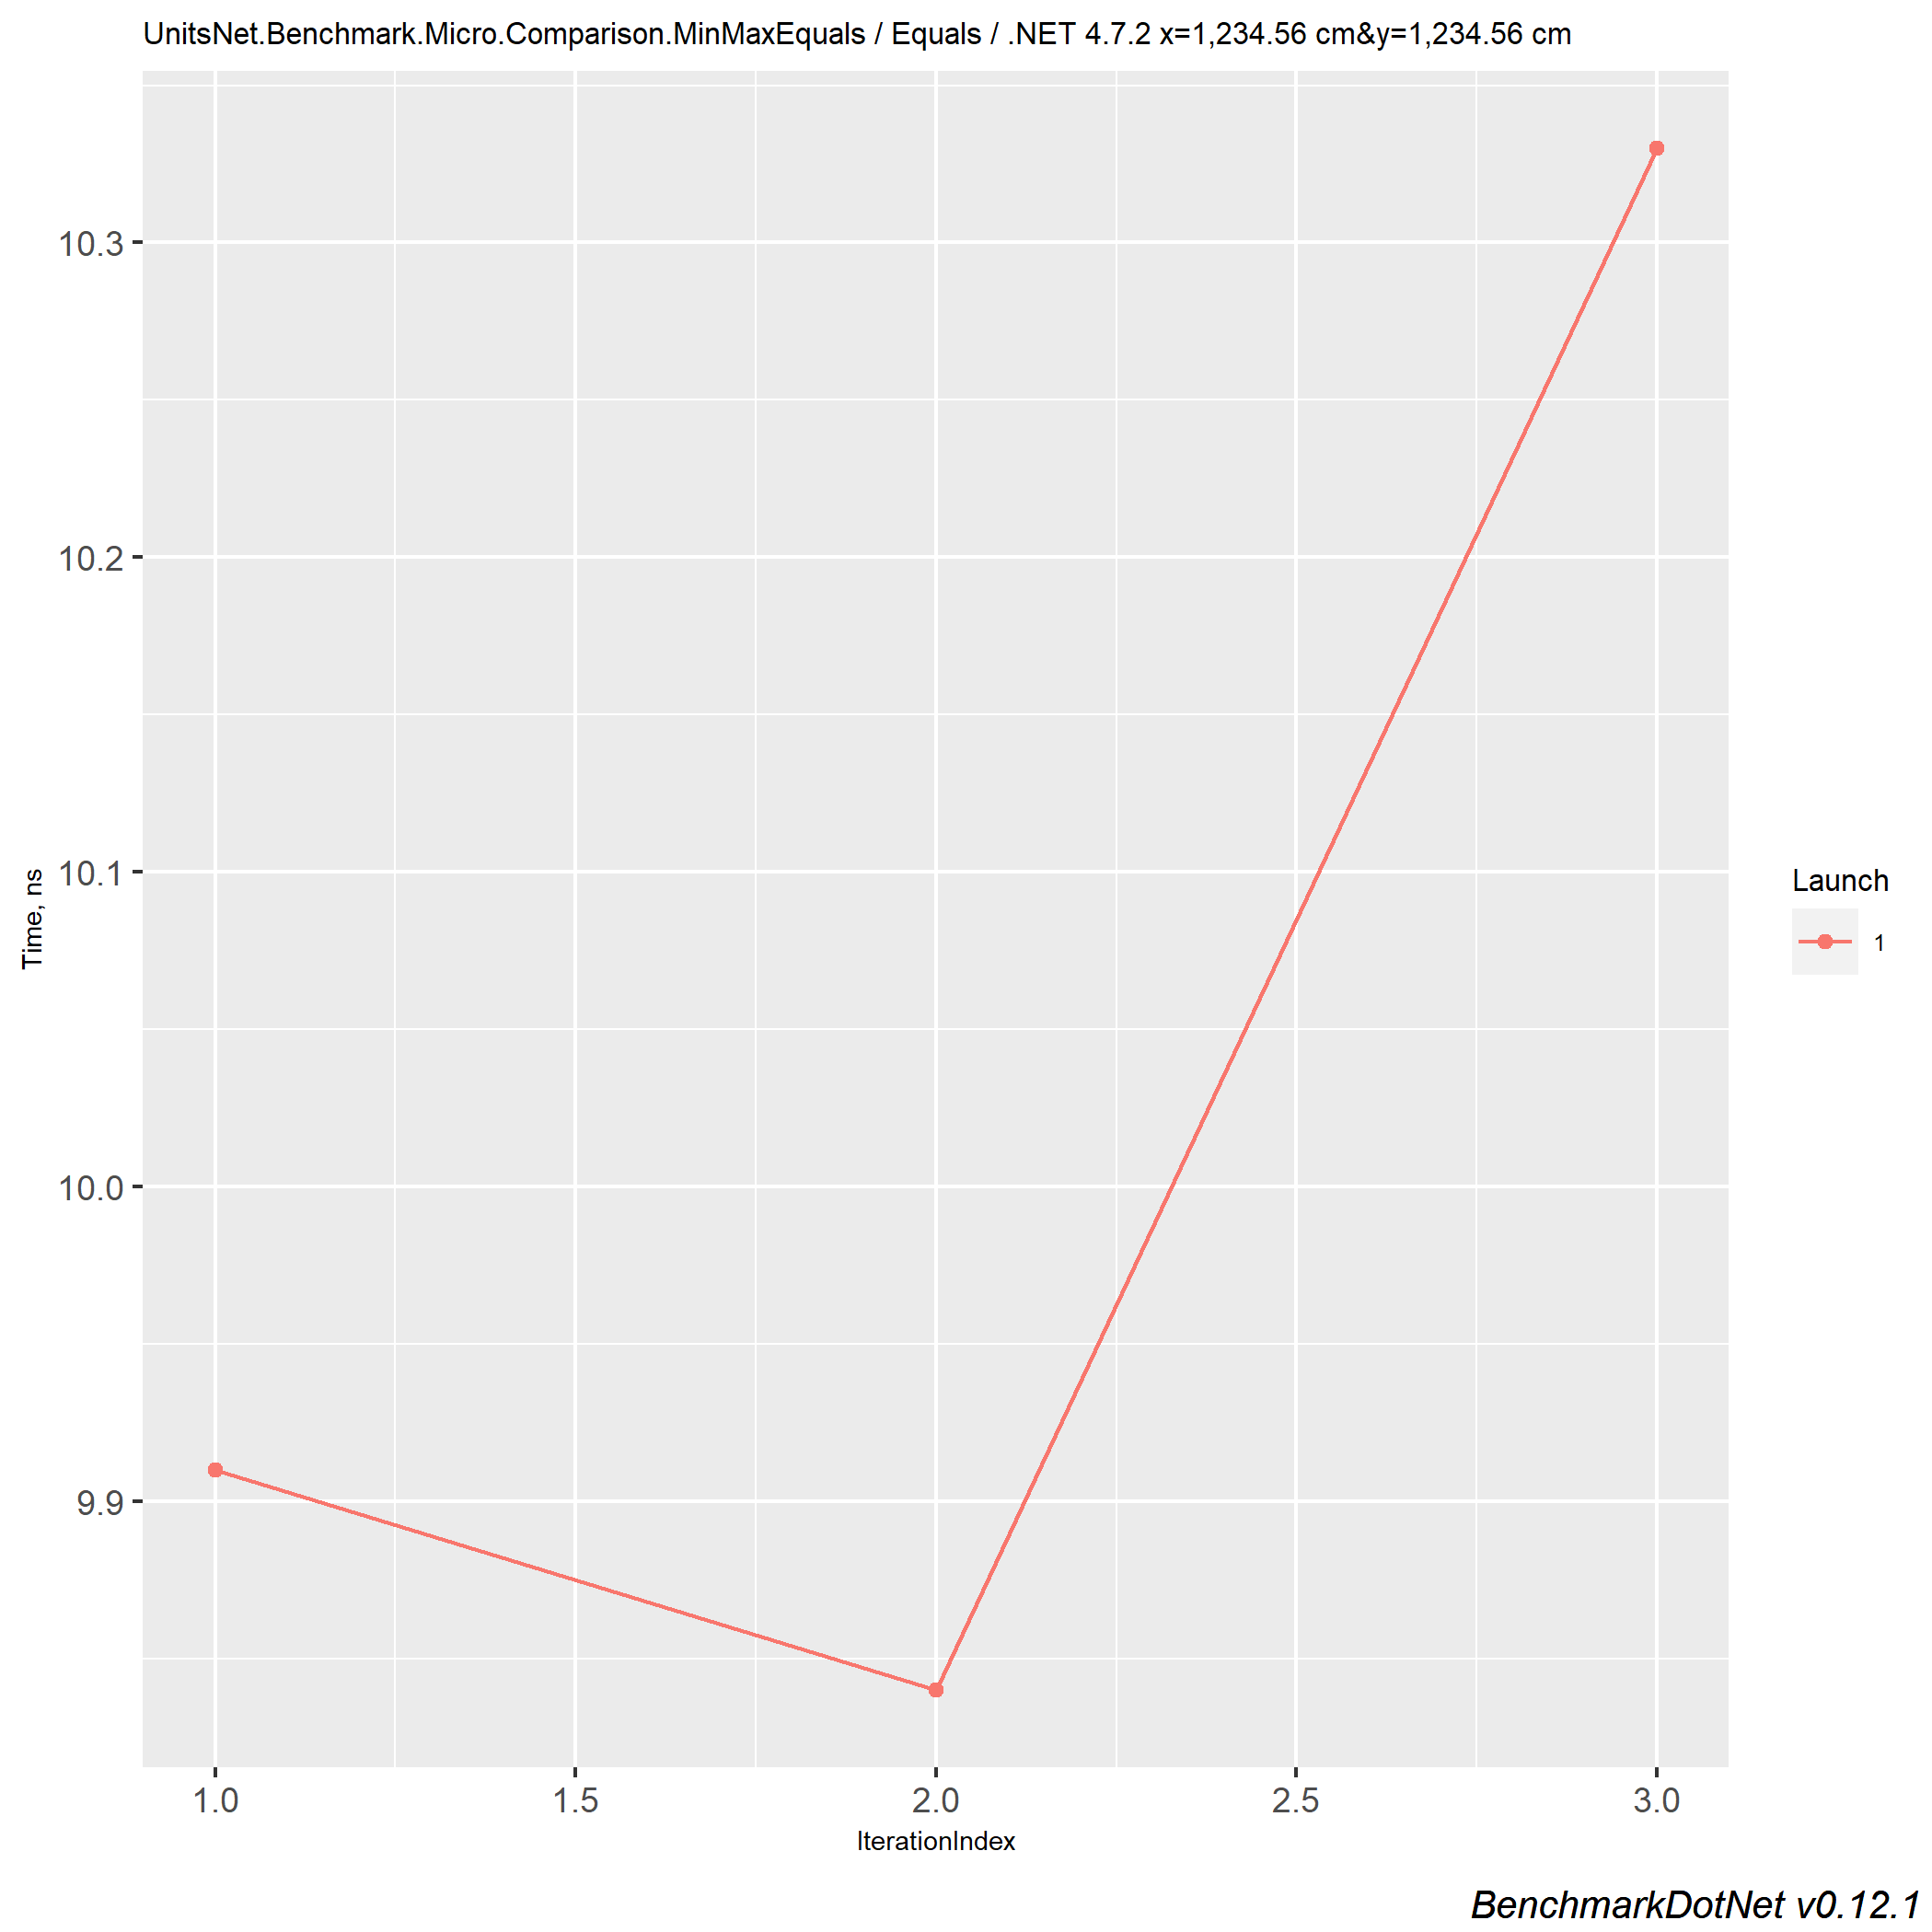 UnitsNet.Benchmark.Micro.Comparison.MinMaxEquals / Equals / .NET 4.7.2 x=1,234.56 cm&y=1,234.56 cm
10.3
10.2
10.1
10.0
9.9
Time, ns
1.0 1.5 2.0 2.5 3.0
IterationIndex
Launch
1
BenchmarkDotNet v0.12.1